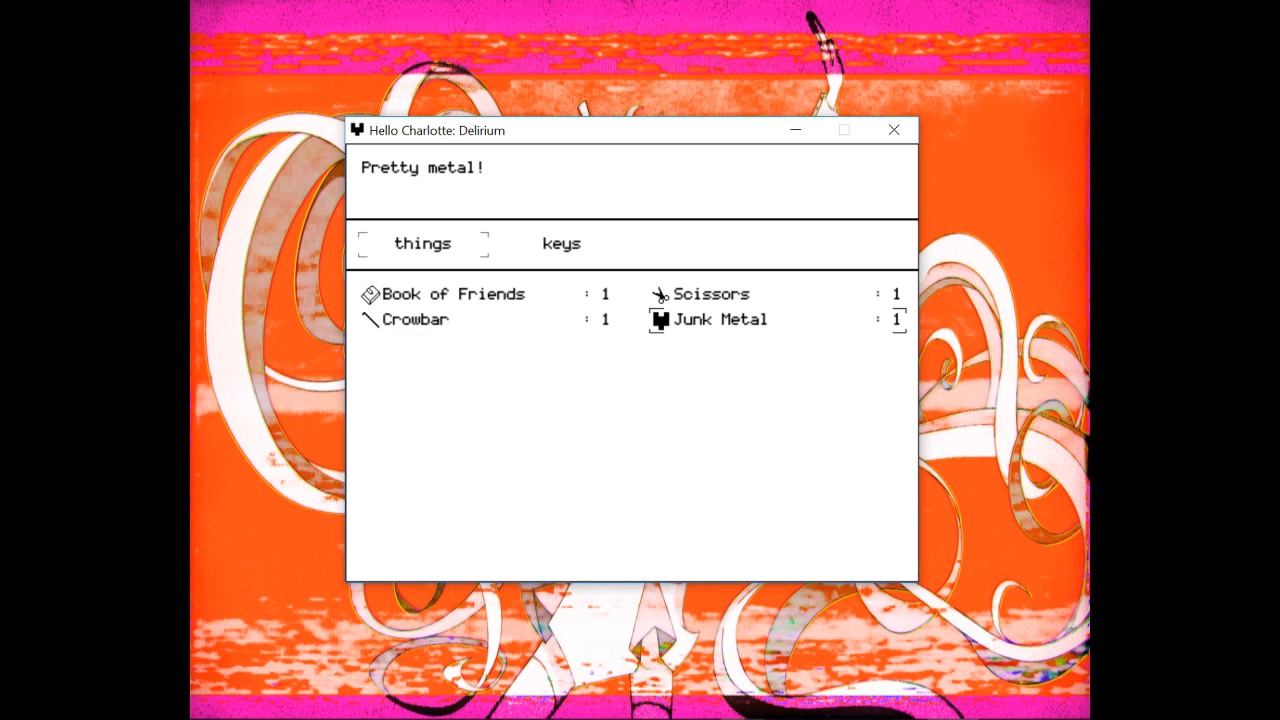 Hello Charlotte: Delirium
Pretty metal!
things keys
Book of Friends : 1 Scissors : 1
Crowbar : 1 Junk Metal : 1